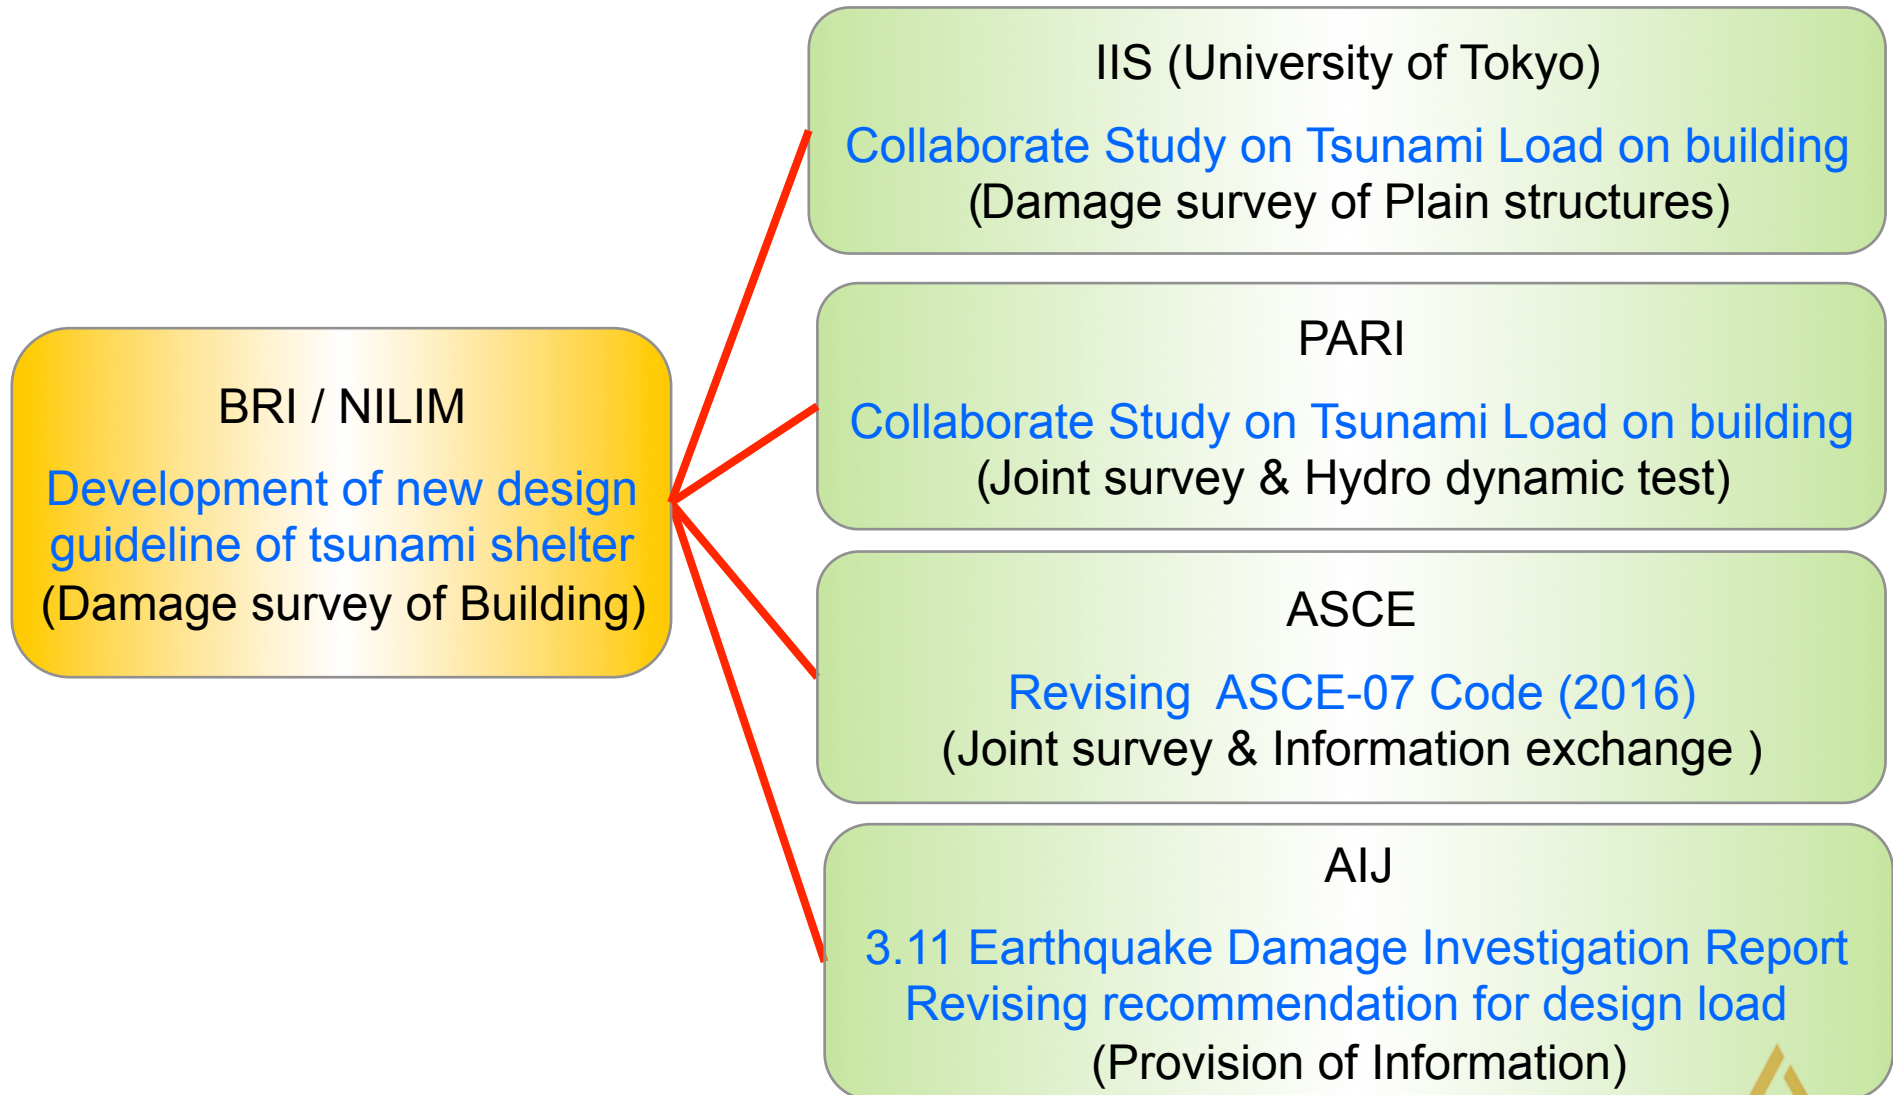 BRI / NILIM
Development of new design
guideline of tsunami shelter
(Damage survey of Building)
IIS (University of Tokyo)
Collaborate Study on Tsunami Load on building
(Damage survey of Plain structures)
PARI
Collaborate Study on Tsunami Load on building
(Joint survey & Hydro dynamic test)
ASCE
Revising ASCE-07 Code (2016)
(Joint survey & Information exchange )
AIJ
3.11 Earthquake Damage Investigation Report
Revising recommendation for design load
(Provision of Information)